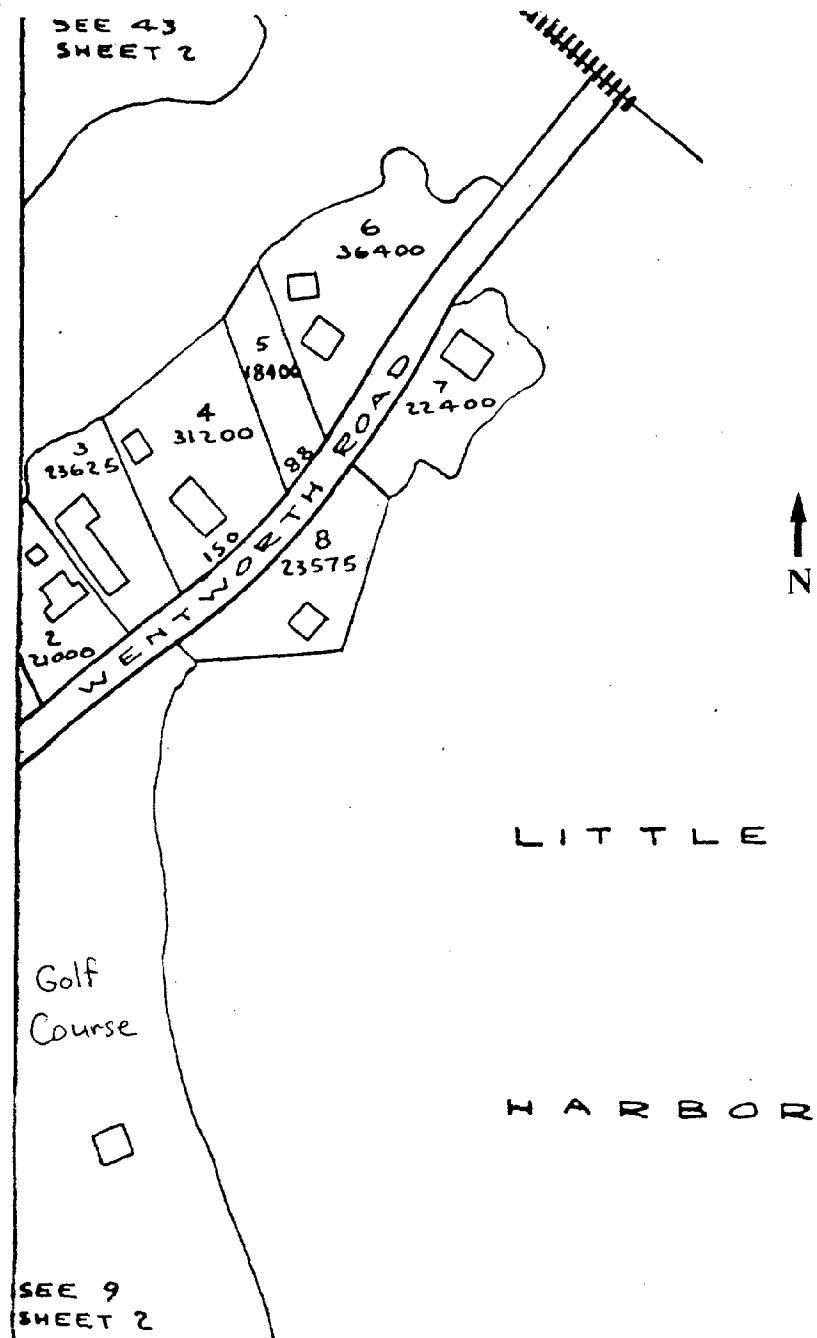 SEE 43
SHEET 2
6
36400
5
18400
7
22400
4
31200
3
23625
88
150
8
23575
2
21000
WENTWORTH ROAD
N
LITTLE
HARBOR
Golf
Course
SEE 9
SHEET 2